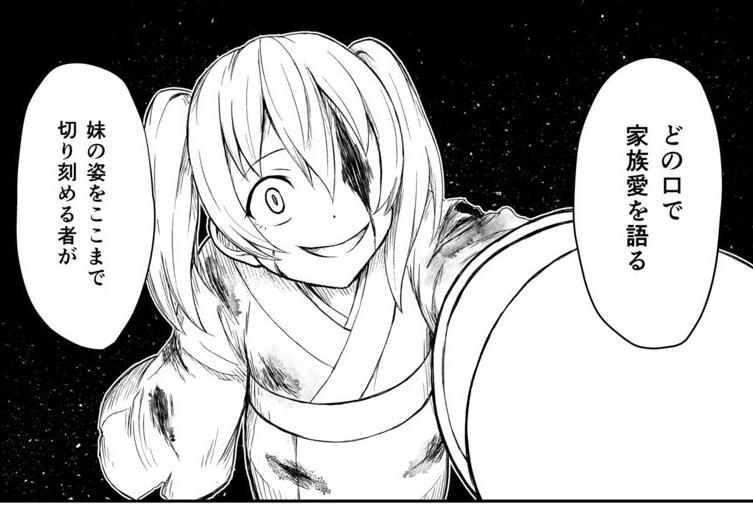 どの口で
家族愛を語る
妹の姿をここまで
切り刻める者が